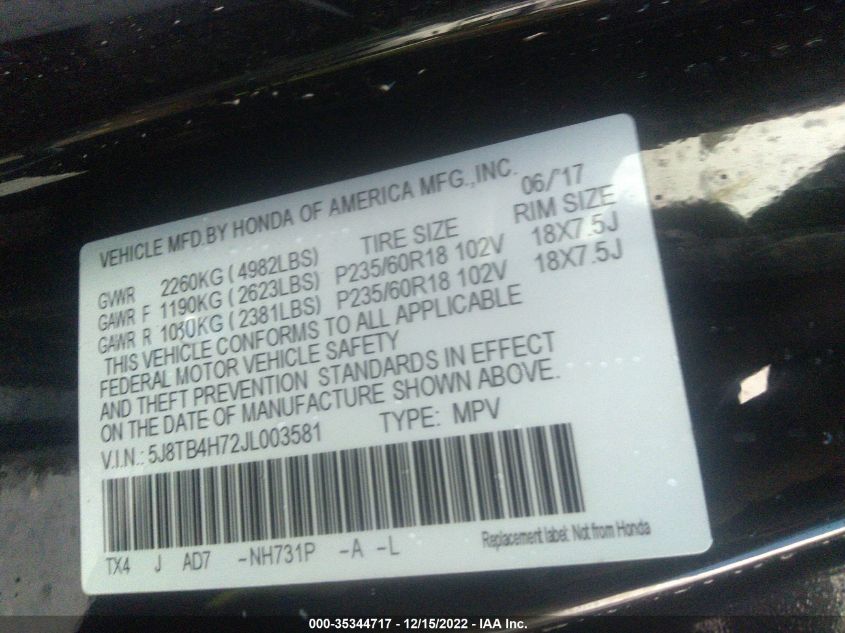 VEHICLE MFD.BY HONDA OF AMERICA MFG.,INC. 06/'17
TIRE SIZE RIM SIZE
GVWR 2260KG (4982LBS)
GAWR F 1190KG (2623LBS) P235/60R18 102V 18X7.5J
GAWR R 1080KG (2381LBS) P235/60R18 102V 18X7.5J
THIS VEHICLE CONFORMS TO ALL APPLICABLE
FEDERAL MOTOR VEHICLE SAFETY
AND THEFT PREVENTION STANDARDS IN EFFECT
ON THE DATE OF MANUFACTURE SHOWN ABOVE.
V.I.N.: 5J8TB4H72JL003581 TYPE: MPV
TX4 J AD7 -NH731P -A -L
Replacement label: Not from Honda
000-35344717 - 12/15/2022 - IAA Inc.